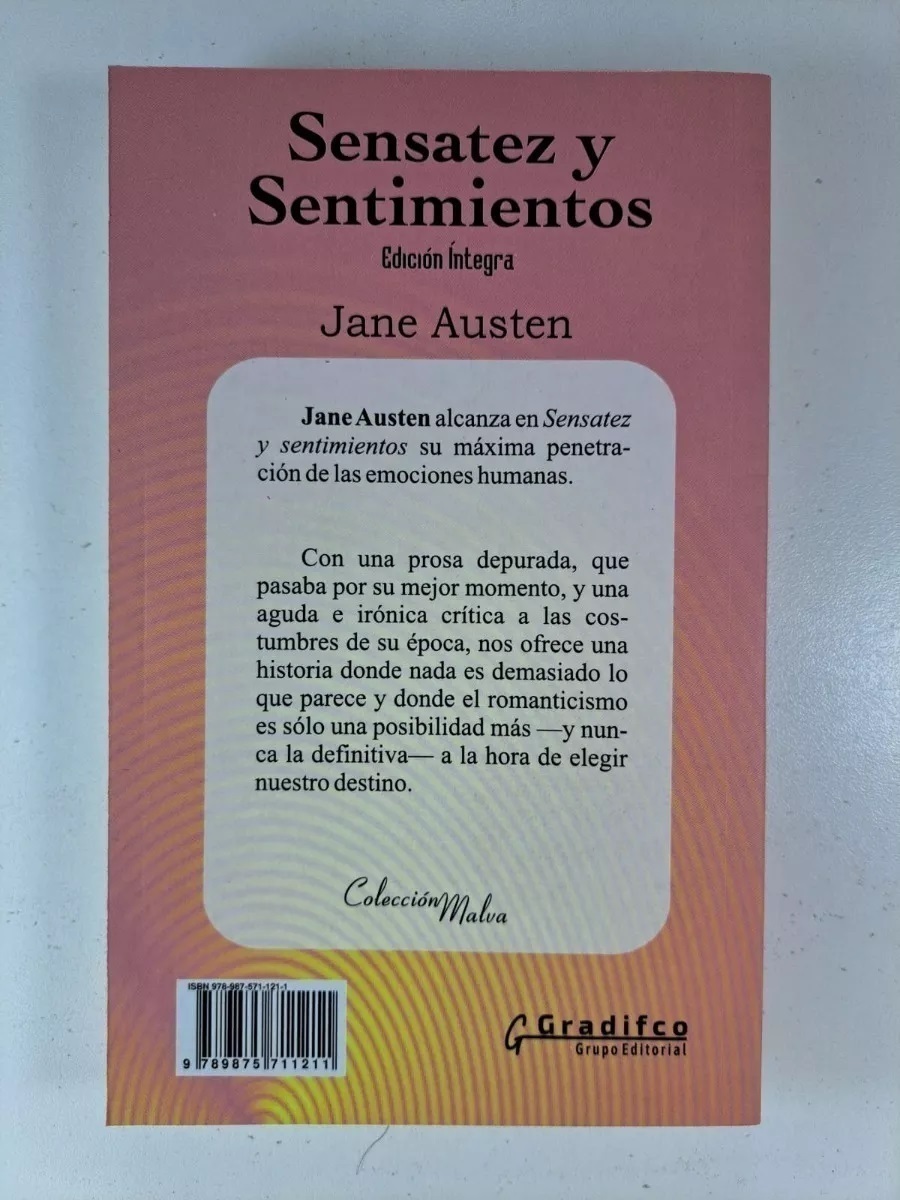 Sensatez y
Sentimientos
Edición Íntegra
Jane Austen
Jane Austen alcanza en Sensatez
y sentimientos su máxima penetra-
ción de las emociones humanas.
Con una prosa depurada, que
pasaba por su mejor momento, y una
aguda e irónica crítica a las cos-
tumbres de su época, nos ofrece una
historia donde nada es demasiado lo
que parece y donde el romanticismo
es sólo una posibilidad más —y nun-
ca la definitiva— a la hora de elegir
nuestro destino.
Colección Malva
ISBN 978-987-571-121-1
9 789875 711211
Gradifco
Grupo Editorial